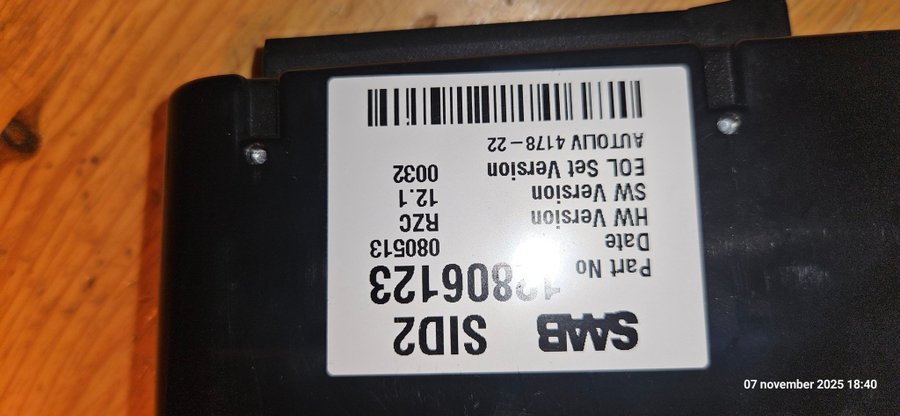 SAAB SID2
Part No 12806123
Date 080513
HW Version RZC
SW Version 12.1
EOL Set Version 0032
AUTOLIV 4178-22
07 november 2025 18:40